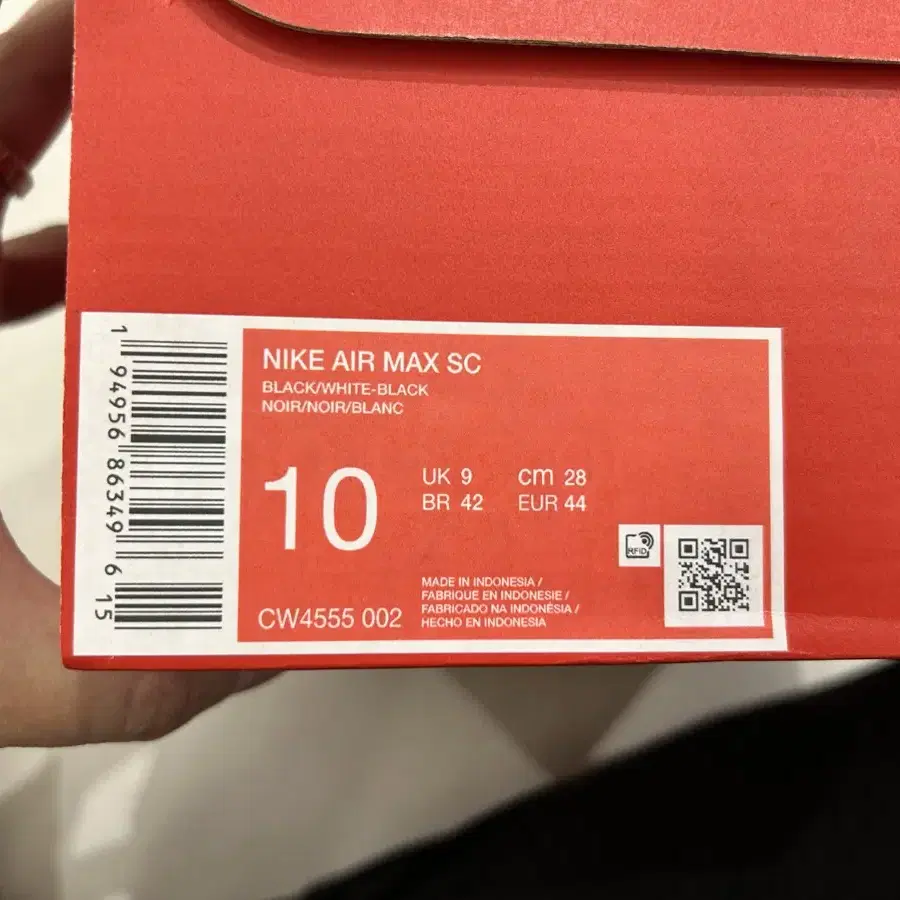 NIKE AIR MAX SC
BLACK/WHITE-BLACK
NOIR/NOIR/BLANC
10
UK 9 cm 28
BR 42 EUR 44
RFID
CW4555 002
MADE IN INDONESIA /
FABRIQUE EN INDONESIE /
FABRICADO NA INDONÉSIA /
HECHO EN INDONESIA
1 94956 86349 6 15